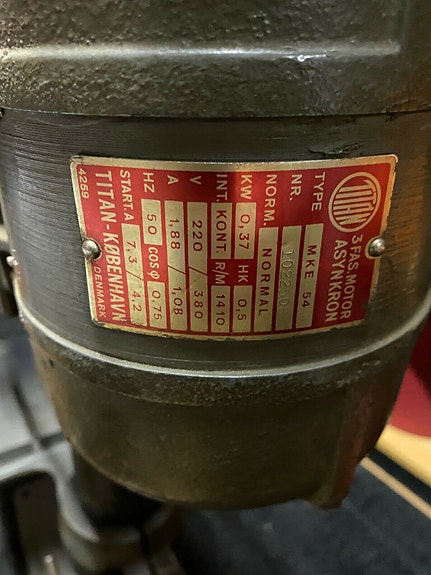 TITAN
3 FAS. MOTOR
ASYNKRON
TYPE MKE 54
NR.
NORM. NORMAL
KW 0,37 HK 0,5
INT. KONT. R/M 1410
V 220 / 380
A 1,88 / 1,08
HZ 50 COSφ 0,75
START.A 7,3 / 4,2
TITAN-KØBENHAVN
4259 DENMARK